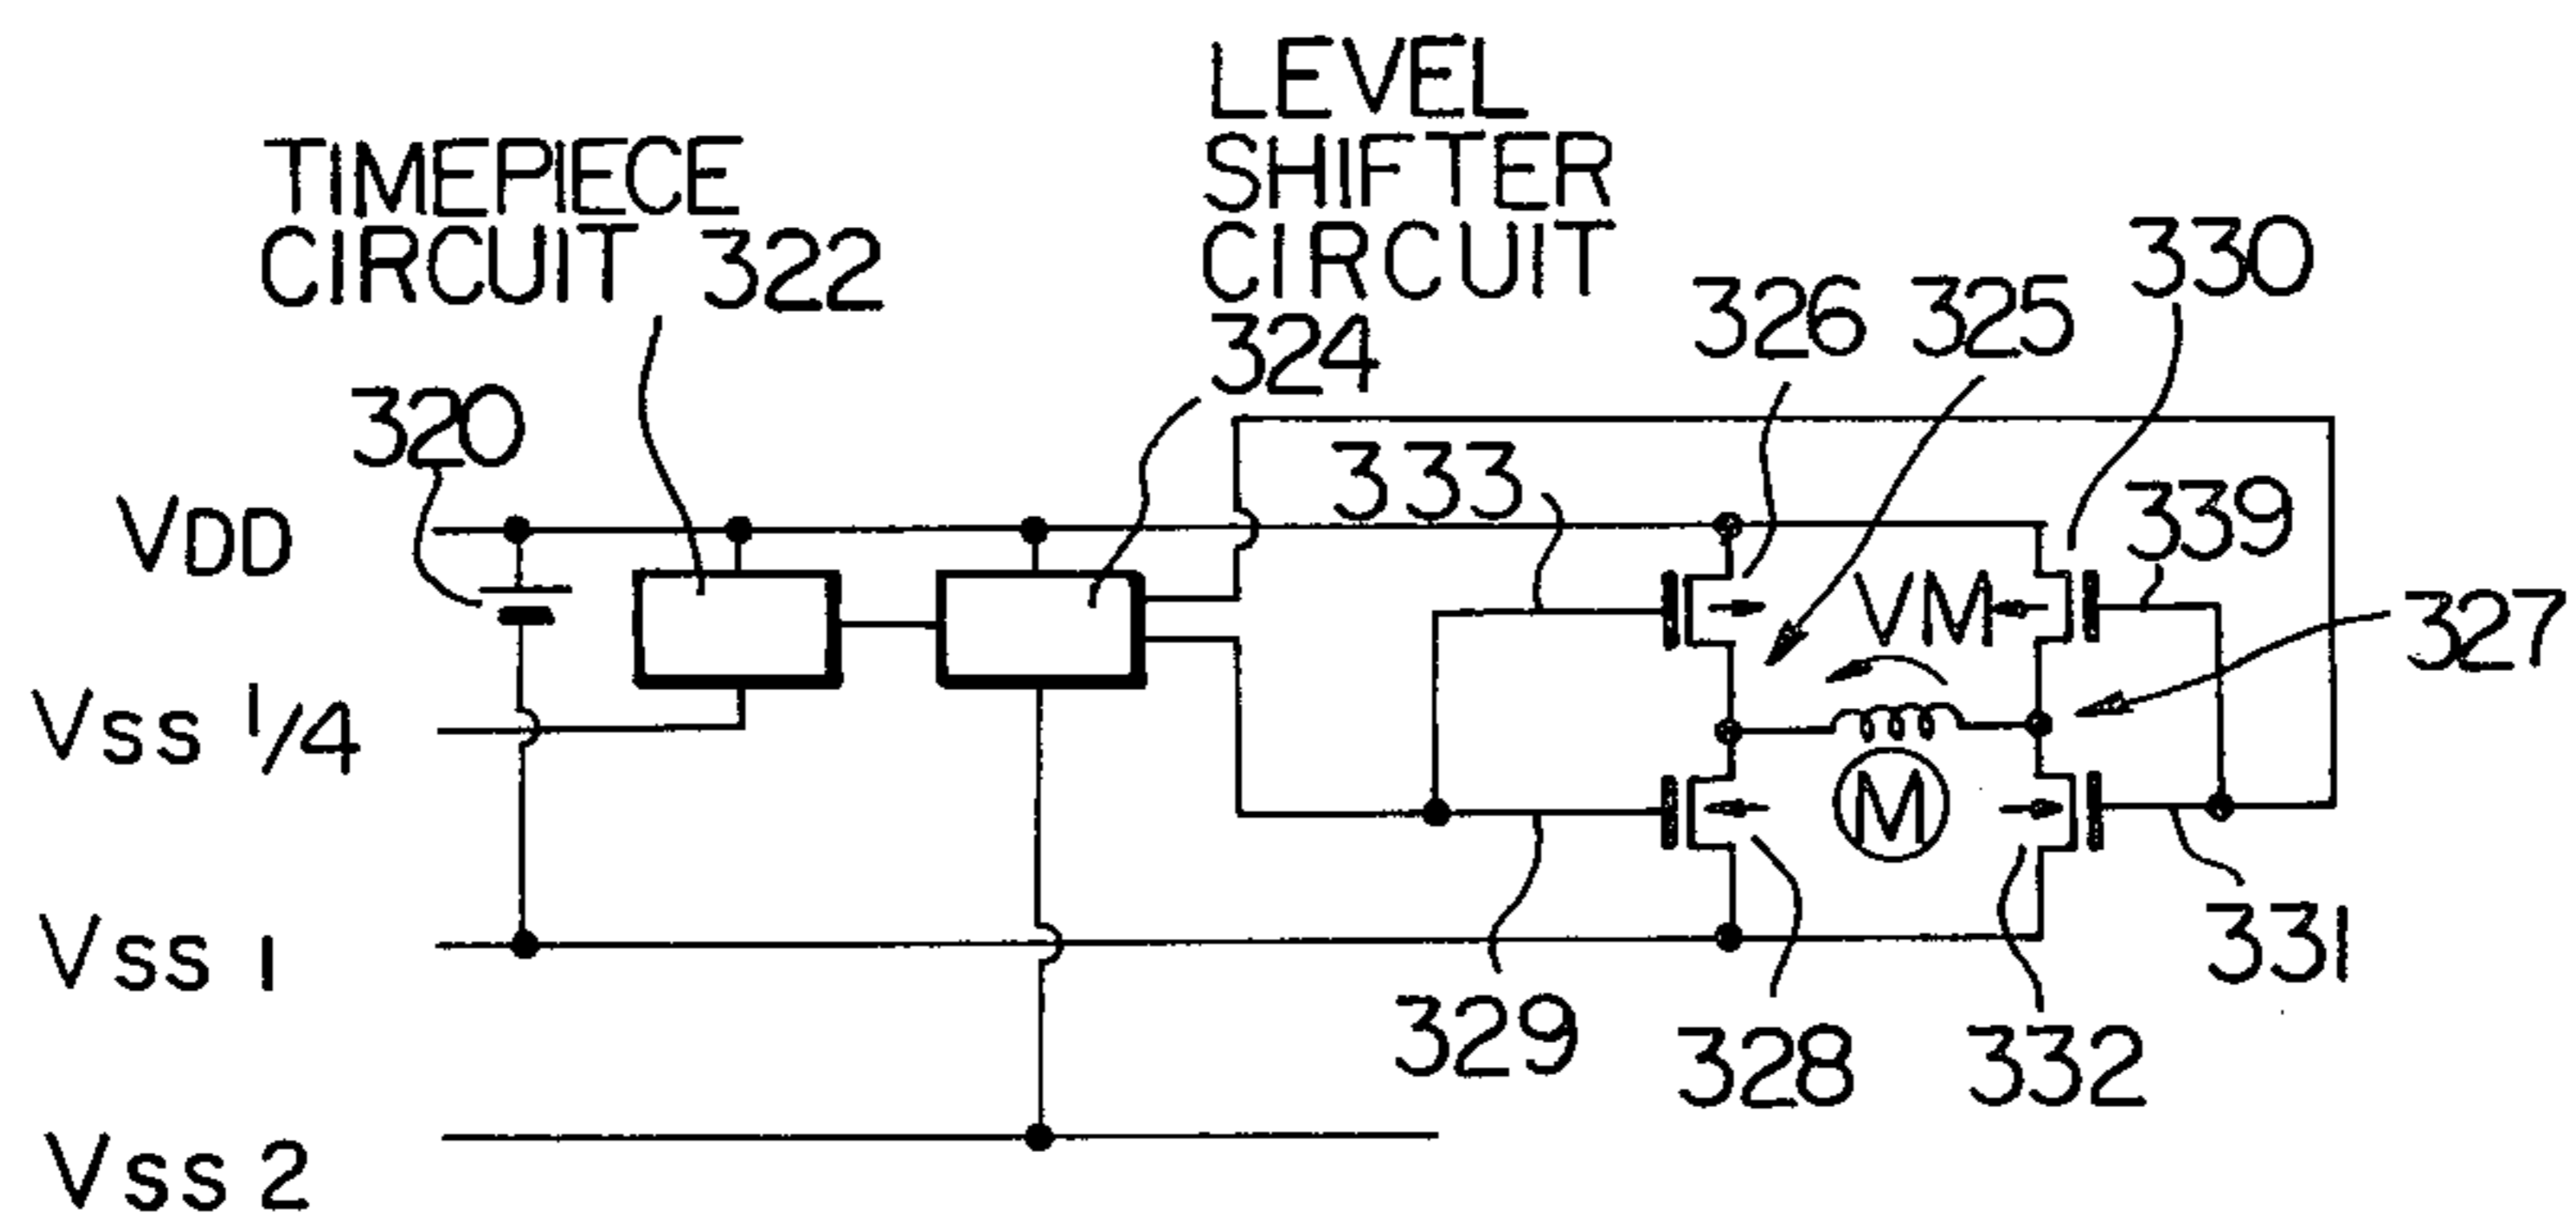 LEVEL
SHIFTER
CIRCUIT
324
TIMEPIECE
CIRCUIT 322
320
333
326
325
330
339
327
VDD
VM
VSS 1/4
M
VSS 1
331
329
328
332
VSS 2